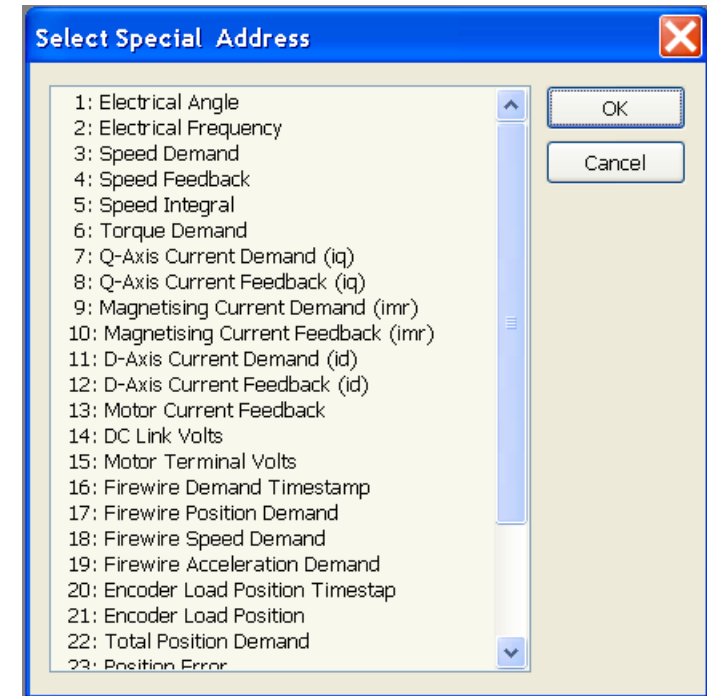 Select Special Address
1: Electrical Angle
2: Electrical Frequency
3: Speed Demand
4: Speed Feedback
5: Speed Integral
6: Torque Demand
7: Q-Axis Current Demand (iq)
8: Q-Axis Current Feedback (iq)
9: Magnetising Current Demand (imr)
10: Magnetising Current Feedback (imr)
11: D-Axis Current Demand (id)
12: D-Axis Current Feedback (id)
13: Motor Current Feedback
14: DC Link Volts
15: Motor Terminal Volts
16: Firewire Demand Timestamp
17: Firewire Position Demand
18: Firewire Speed Demand
19: Firewire Acceleration Demand
20: Encoder Load Position Timestap
21: Encoder Load Position
22: Total Position Demand
23: Position Error
OK
Cancel